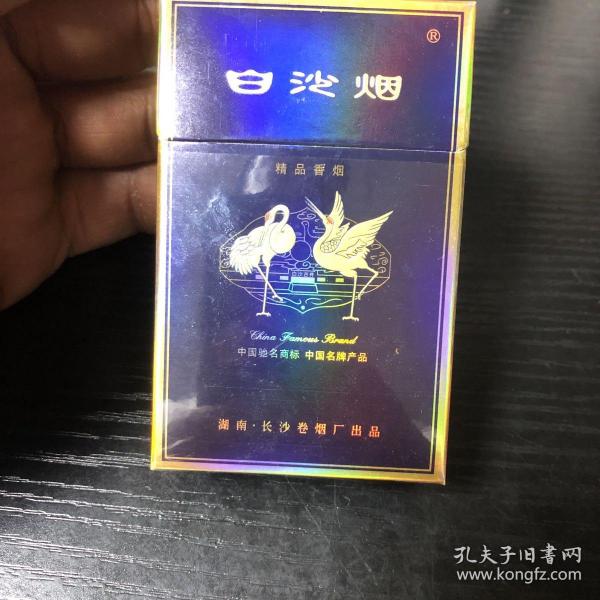 ®
白沙烟
精品香烟
China Famous Brand
中国驰名商标 中国名牌产品
湖南·长沙卷烟厂出品
孔夫子旧書网
www.kongfz.com